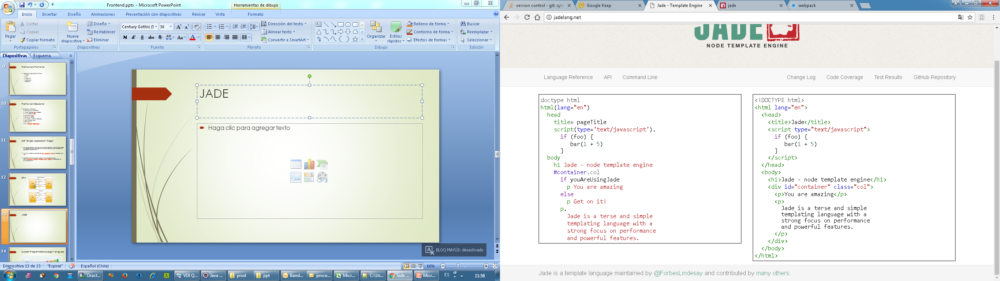 Frontend.pptx - Microsoft PowerPoint
Herramientas de dibujo
Inicio
Insertar
Diseño
Animaciones
Presentación con diapositivas
Revisar
Vista
Formato
Pegar
Cortar
Copiar
Copiar formato
Portapapeles
Nueva
diapositiva
Diseño
Restablecer
Eliminar
Diapositivas
Century Gothic (T
36
Fuente
Dirección del texto
Alinear texto
Convertir a SmartArt
Párrafo
Organizar
Estilos
rápidos
Relleno de forma
Contorno de forma
Efectos de formas
Dibujo
Buscar
Reemplazar
Seleccionar
Edición
Diapositivas
Esquema
9
Framework Frontend
10
Framework Backend
11
SAP (Single Application Page)
12
SPA
13
JADE
14
Sueldo Programadores según lenguaje
JADE
Haga clic para agregar texto
BLOQ MAYÚS: desactivado
Diapositiva 13 de 23
"Espiral"
Español (Chile)
66%
Oracl...
VDI Q...
Java ...
prod
ppt
Band...
proce...
Micr...
C:\Us...
Jade ...
Micr...
ES
11:58
version control - git: sync
Google Keep
Jade - Template Engine
jade
webpack
jadelang.net
JADE
NODE TEMPLATE ENGINE
Language Reference
API
Command Line
Change Log
Code Coverage
Test Results
GitHub Repository
doctype html
html(lang="en")
head
title= pageTitle
script(type='text/javascript').
if (foo) {
bar(1 + 5)
}
body
h1 Jade - node template engine
#container.col
if youAreUsingJade
p You are amazing
else
p Get on it!
p.
Jade is a terse and simple
templating language with a
strong focus on performance
and powerful features.
<!DOCTYPE html>
<html lang="en">
<head>
<title>Jade</title>
<script type="text/javascript">
if (foo) {
bar(1 + 5)
}
</script>
</head>
<body>
<h1>Jade - node template engine</h1>
<div id="container" class="col">
<p>You are amazing</p>
<p>
Jade is a terse and simple
templating language with a
strong focus on performance
and powerful features.
</p>
</div>
</body>
</html>
Jade is a template language maintained by @ForbesLindesay and contributed by many others.